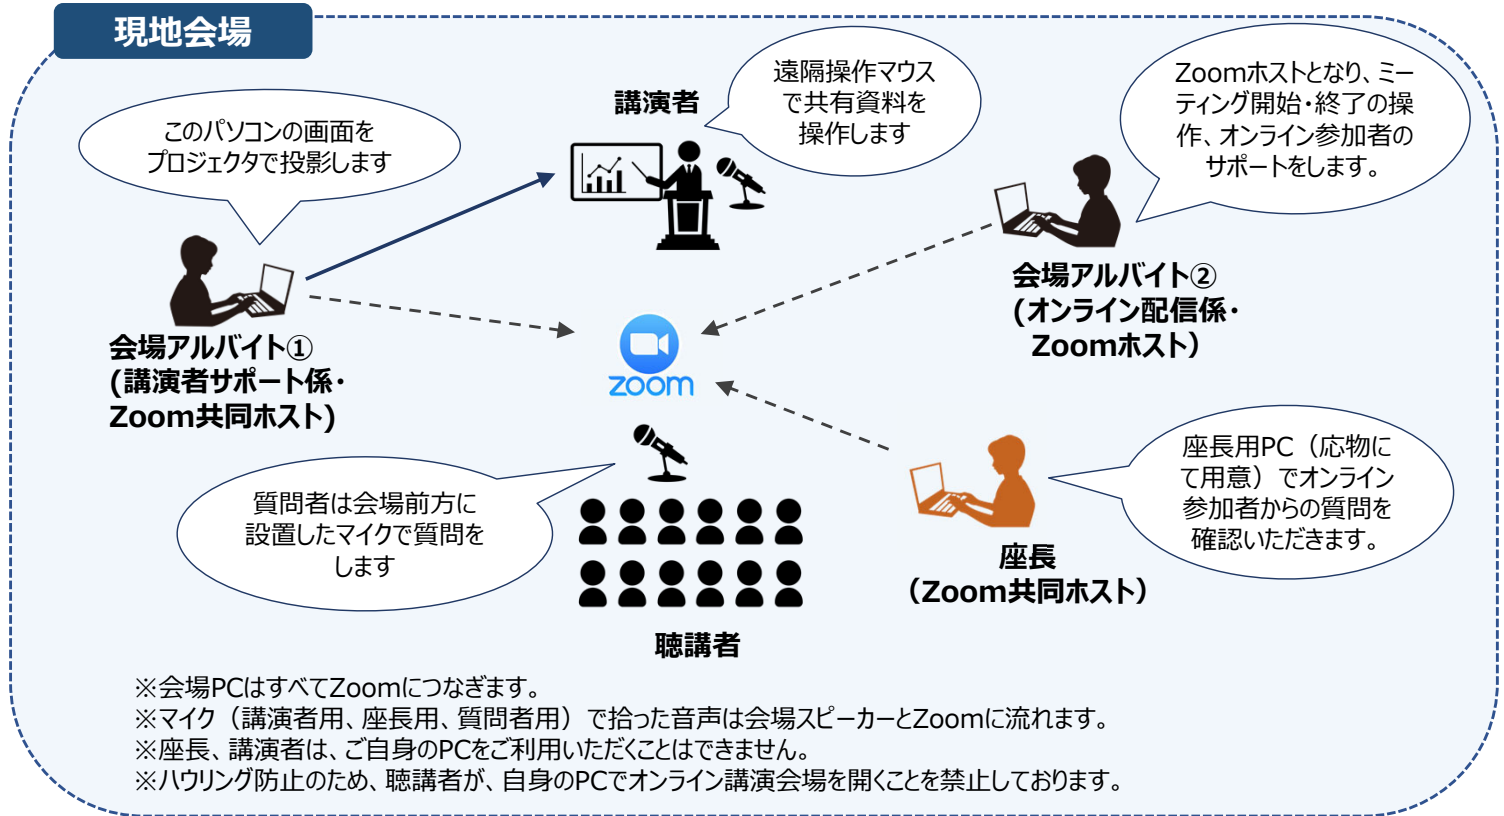 現地会場
このパソコンの画面を
プロジェクタで投影します
講演者
遠隔操作マウス
で共有資料を
操作します
Zoomホストとなり、ミー
ティング開始・終了の操
作、オンライン参加者の
サポートをします。
会場アルバイト①
(講演者サポート係・
Zoom共同ホスト)
会場アルバイト②
(オンライン配信係・
Zoomホスト）
zoom
質問者は会場前方に
設置したマイクで質問を
します
聴講者
座長用PC（応物に
て用意）でオンライン
参加者からの質問を
確認いただきます。
座長
（Zoom共同ホスト）
※会場PCはすべてZoomにつなぎます。
※マイク（講演者用、座長用、質問者用）で拾った音声は会場スピーカーとZoomに流れます。
※座長、講演者は、ご自身のPCをご利用いただくことはできません。
※ハウリング防止のため、聴講者が、自身のPCでオンライン講演会場を開くことを禁止しております。